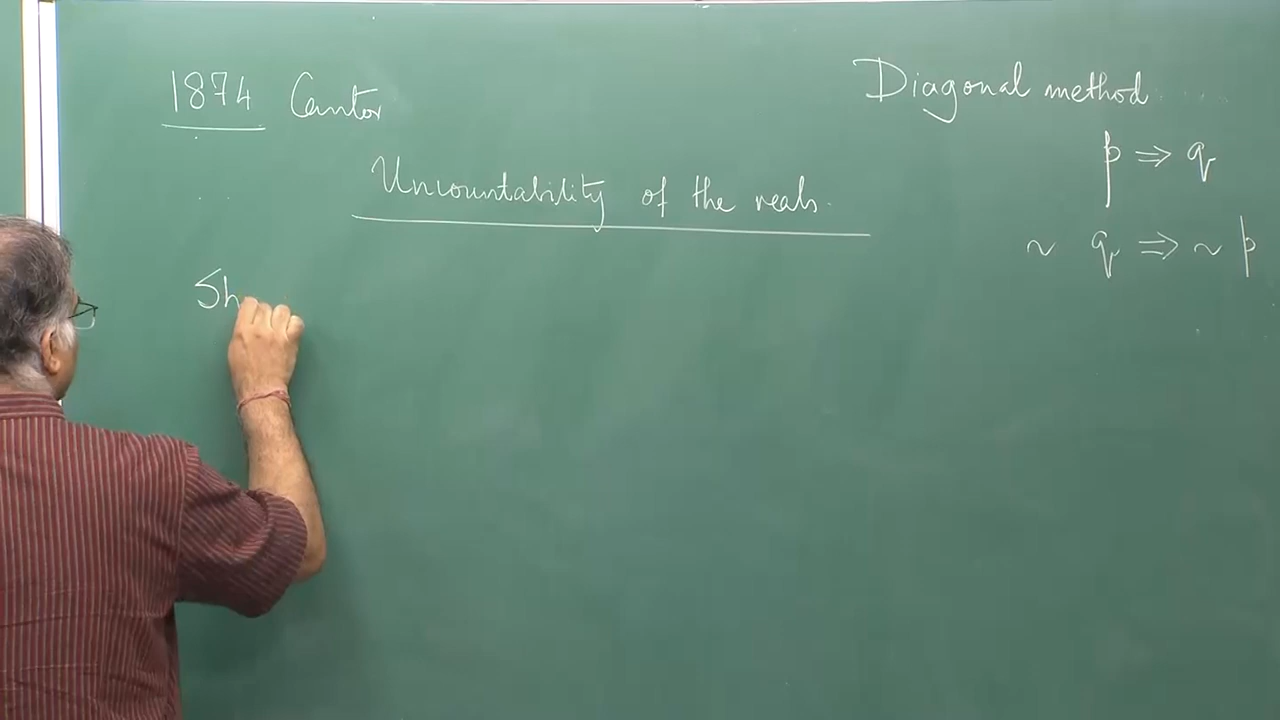 1874 Cantor
Diagonal method
p ⇒ q
Uncountability of the reals.
~ q ⇒ ~ p
Sh